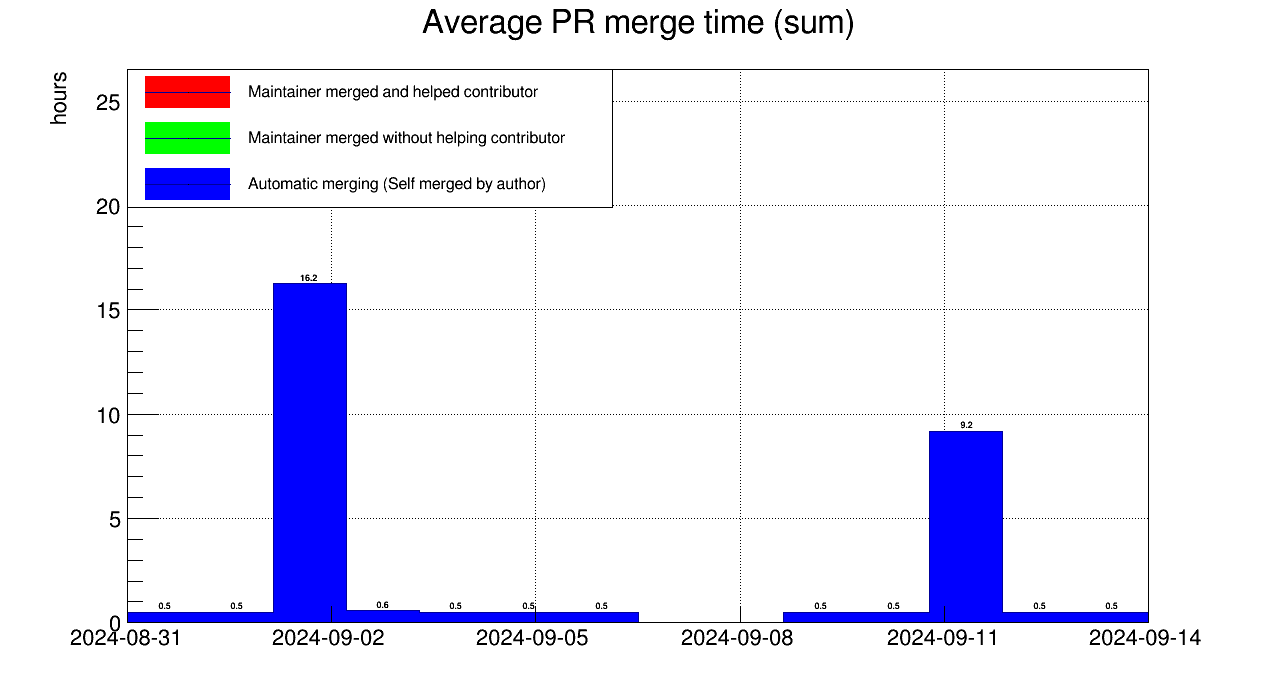 Average PR merge time (sum)
hours
Maintainer merged and helped contributor
Maintainer merged without helping contributor
Automatic merging (Self merged by author)
25
20
15
10
5
0
0.5 0.5 16.2 0.6 0.5 0.5 0.5 0.5 0.5 9.2 0.5 0.5
2024-08-31 2024-09-02 2024-09-05 2024-09-08 2024-09-11 2024-09-14